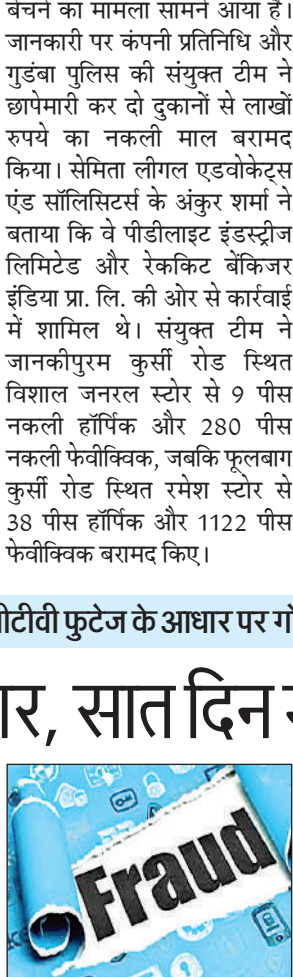 बेचने का मामला सामने आया है।
जानकारी पर कंपनी प्रतिनिधि और
गुडंबा पुलिस की संयुक्त टीम ने
छापेमारी कर दो दुकानों से लाखों
रुपये का नकली माल बरामद
किया। सेमिता लीगल एडवोकेट्स
एंड सॉलिसिटर्स के अंकुर शर्मा ने
बताया कि वे पीडीलाइट इंडस्ट्रीज
लिमिटेड और रेककिट बेंकिजर
इंडिया प्रा. लि. की ओर से कार्रवाई
में शामिल थे। संयुक्त टीम ने
जानकीपुरम कुर्सी रोड स्थित
विशाल जनरल स्टोर से 9 पीस
नकली हॉर्पिक और 280 पीस
नकली फेवीक्विक, जबकि फूलबाग
कुर्सी रोड स्थित रमेश स्टोर से
38 पीस हॉर्पिक और 1122 पीस
फेवीक्विक बरामद किए।
फुटेज के आधार पर
सात दिन
Fraud